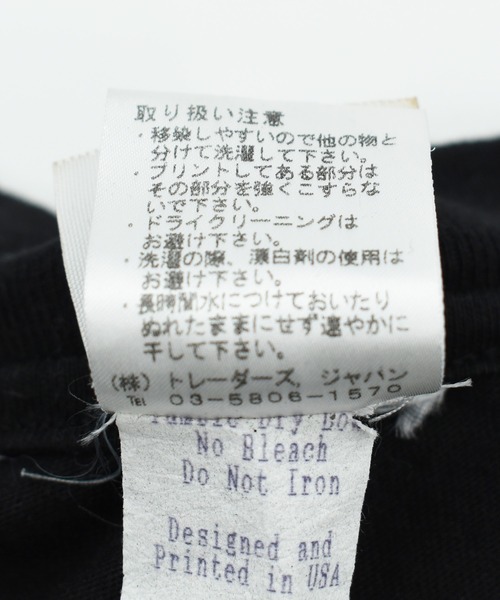 取り扱い注意
・移染しやすいので他の物と
分けて洗濯して下さい。
・プリントしてある部分は
その部分を強くこすらな
いで下さい。
・ドライクリーニングは
お避け下さい。
・洗濯の際、漂白剤の使用は
お避け下さい。
・長時間水につけておいたり
ぬれたままにせず速やかに
干して下さい。
(株) トレーダーズ, ジャパン
TEL 03-5806-1570
Tumble Dry Low
No Bleach
Do Not Iron
Designed and
Printed in USA